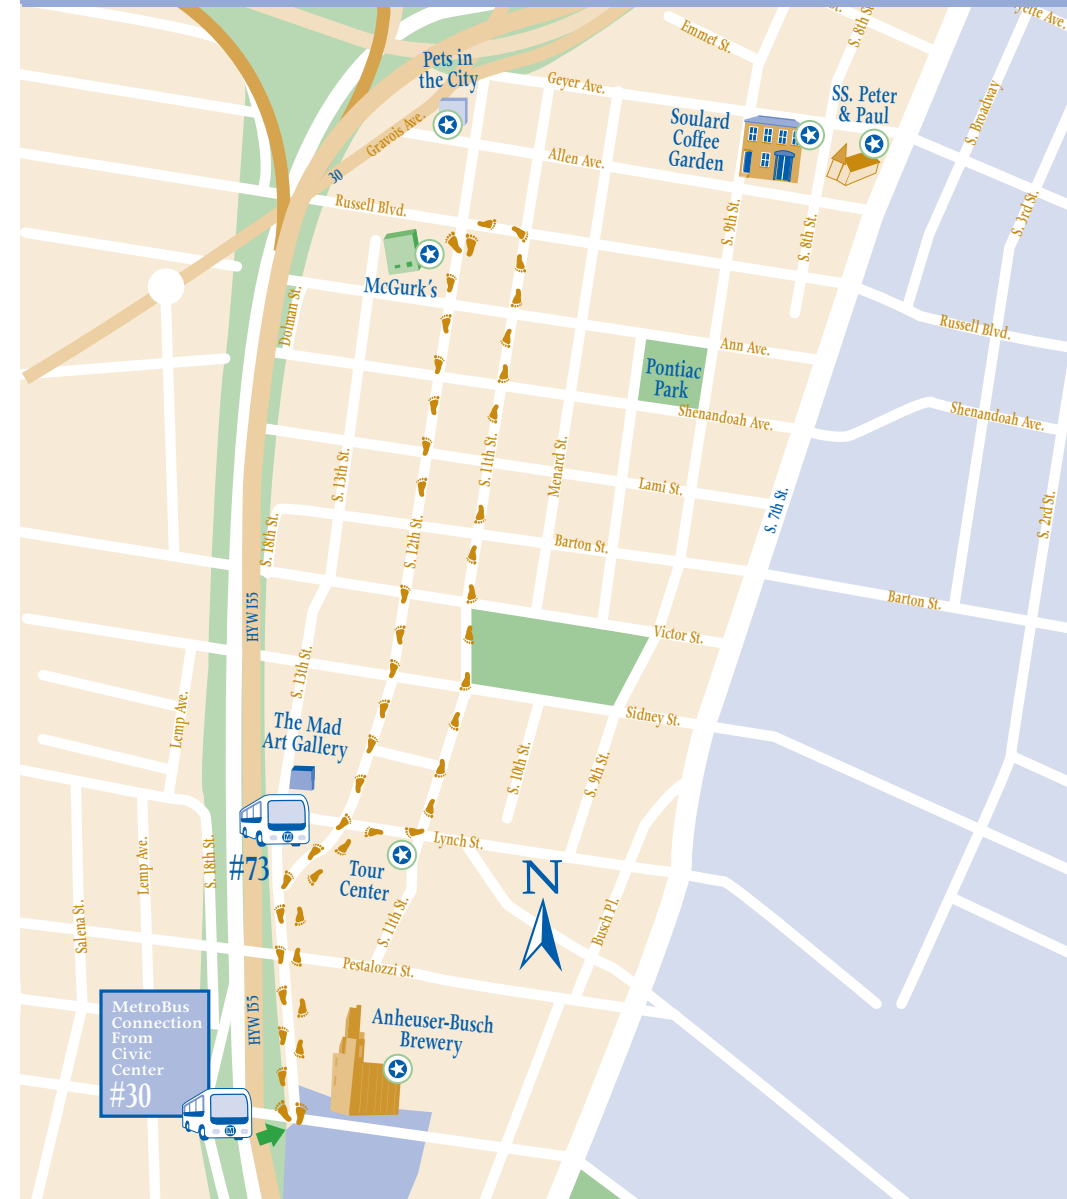 S. 8th St.
yette Ave.
Emmet St.
Pets in
the City
Geyer Ave.
S. Broadway
SS. Peter
& Paul
Soulard
Coffee
Garden
Gravois Ave.
Allen Ave.
30
Russell Blvd.
S. 9th St.
S. 8th St.
S. 3rd St.
McGurk's
Dolman St.
Russell Blvd.
Ann Ave.
Pontiac
Park
Shenandoah Ave.
Shenandoah Ave.
S. 13th St.
S. 11th St.
Menard St.
Lami St.
S. 7th St.
S. 2nd St.
S. 18th St.
S. 12th St.
Barton St.
Barton St.
HYW I55
Victor St.
S. 13th St.
Lemp Ave.
Sidney St.
The Mad
Art Gallery
S. 10th St.
S. 9th St.
Lynch St.
#73
Tour
Center
N
Lemp Ave.
S. 18th St.
Salena St.
S. 11th St.
Busch Pl.
Pestalozzi St.
MetroBus
Connection
From
Civic
Center
#30
HYW I55
Anheuser-Busch
Brewery